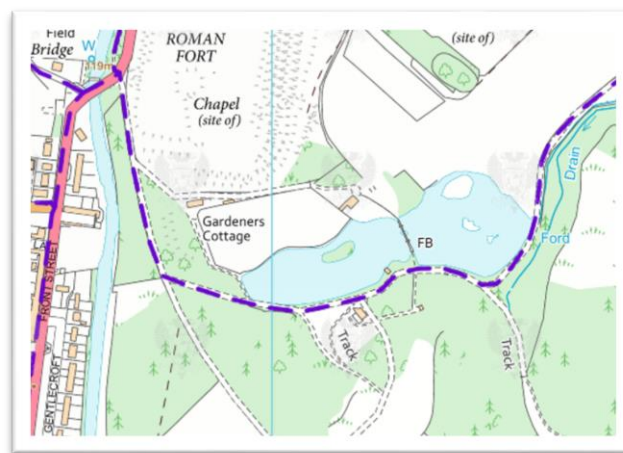 Field
Bridge
W
119m
ROMAN
FORT
Chapel
(site of)
(site of)
Drain
Ford
Gardeners
Cottage
FB
FRONT STREET
GENTLECROFT
Track
Track